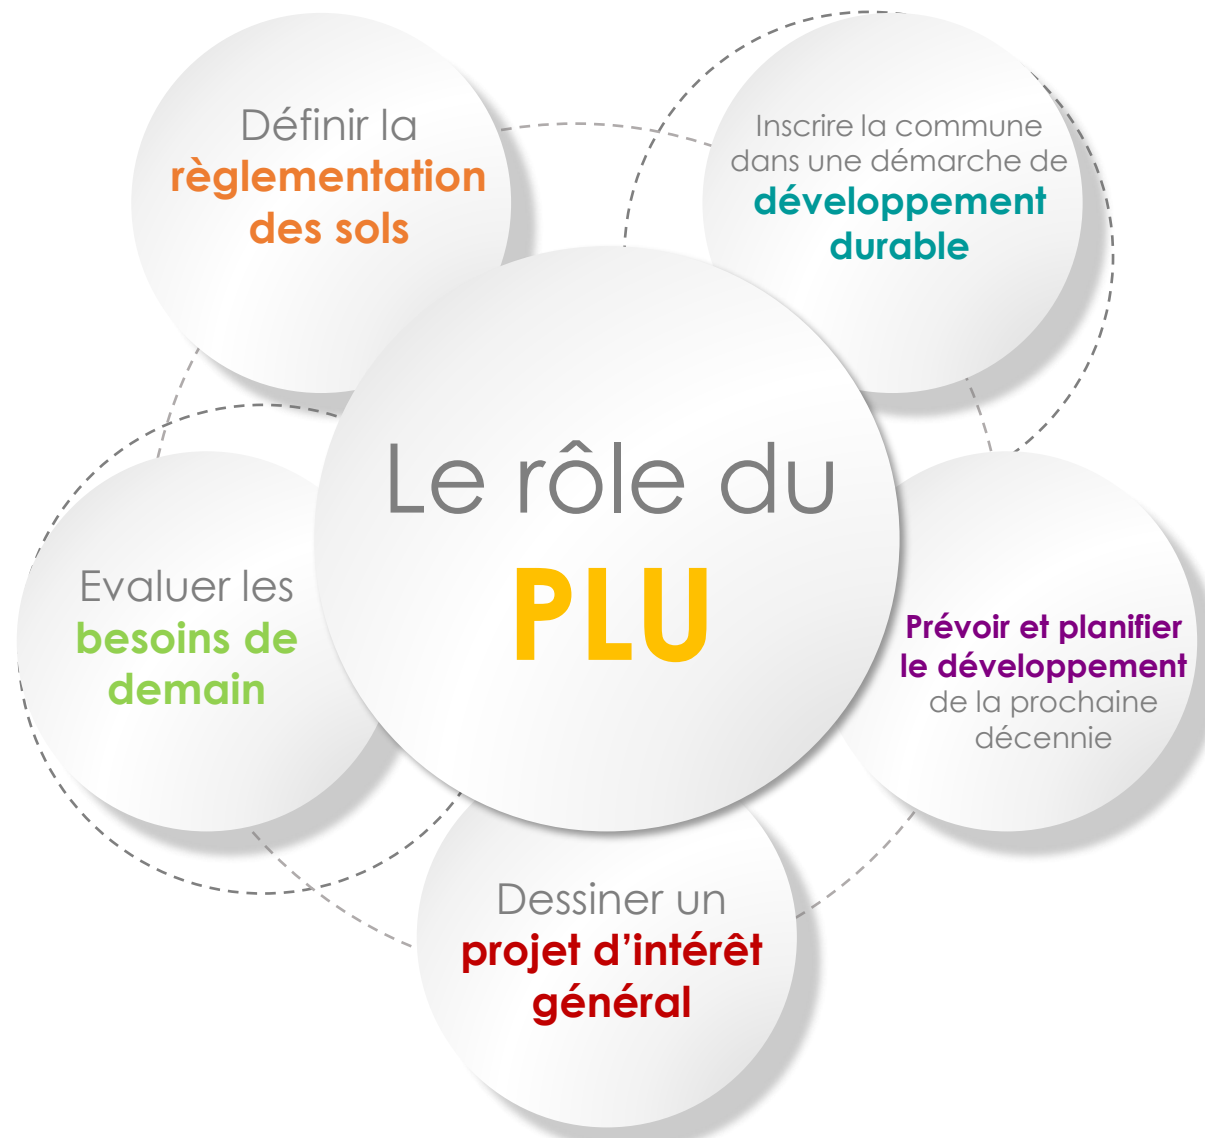 Définir la
règlementation
des sols
Inscrire la commune
dans une démarche de
développement
durable
Le rôle du
PLU
Evaluer les
besoins de
demain
Prévoir et planifier
le développement
de la prochaine
décennie
Dessiner un
projet d’intérêt
général